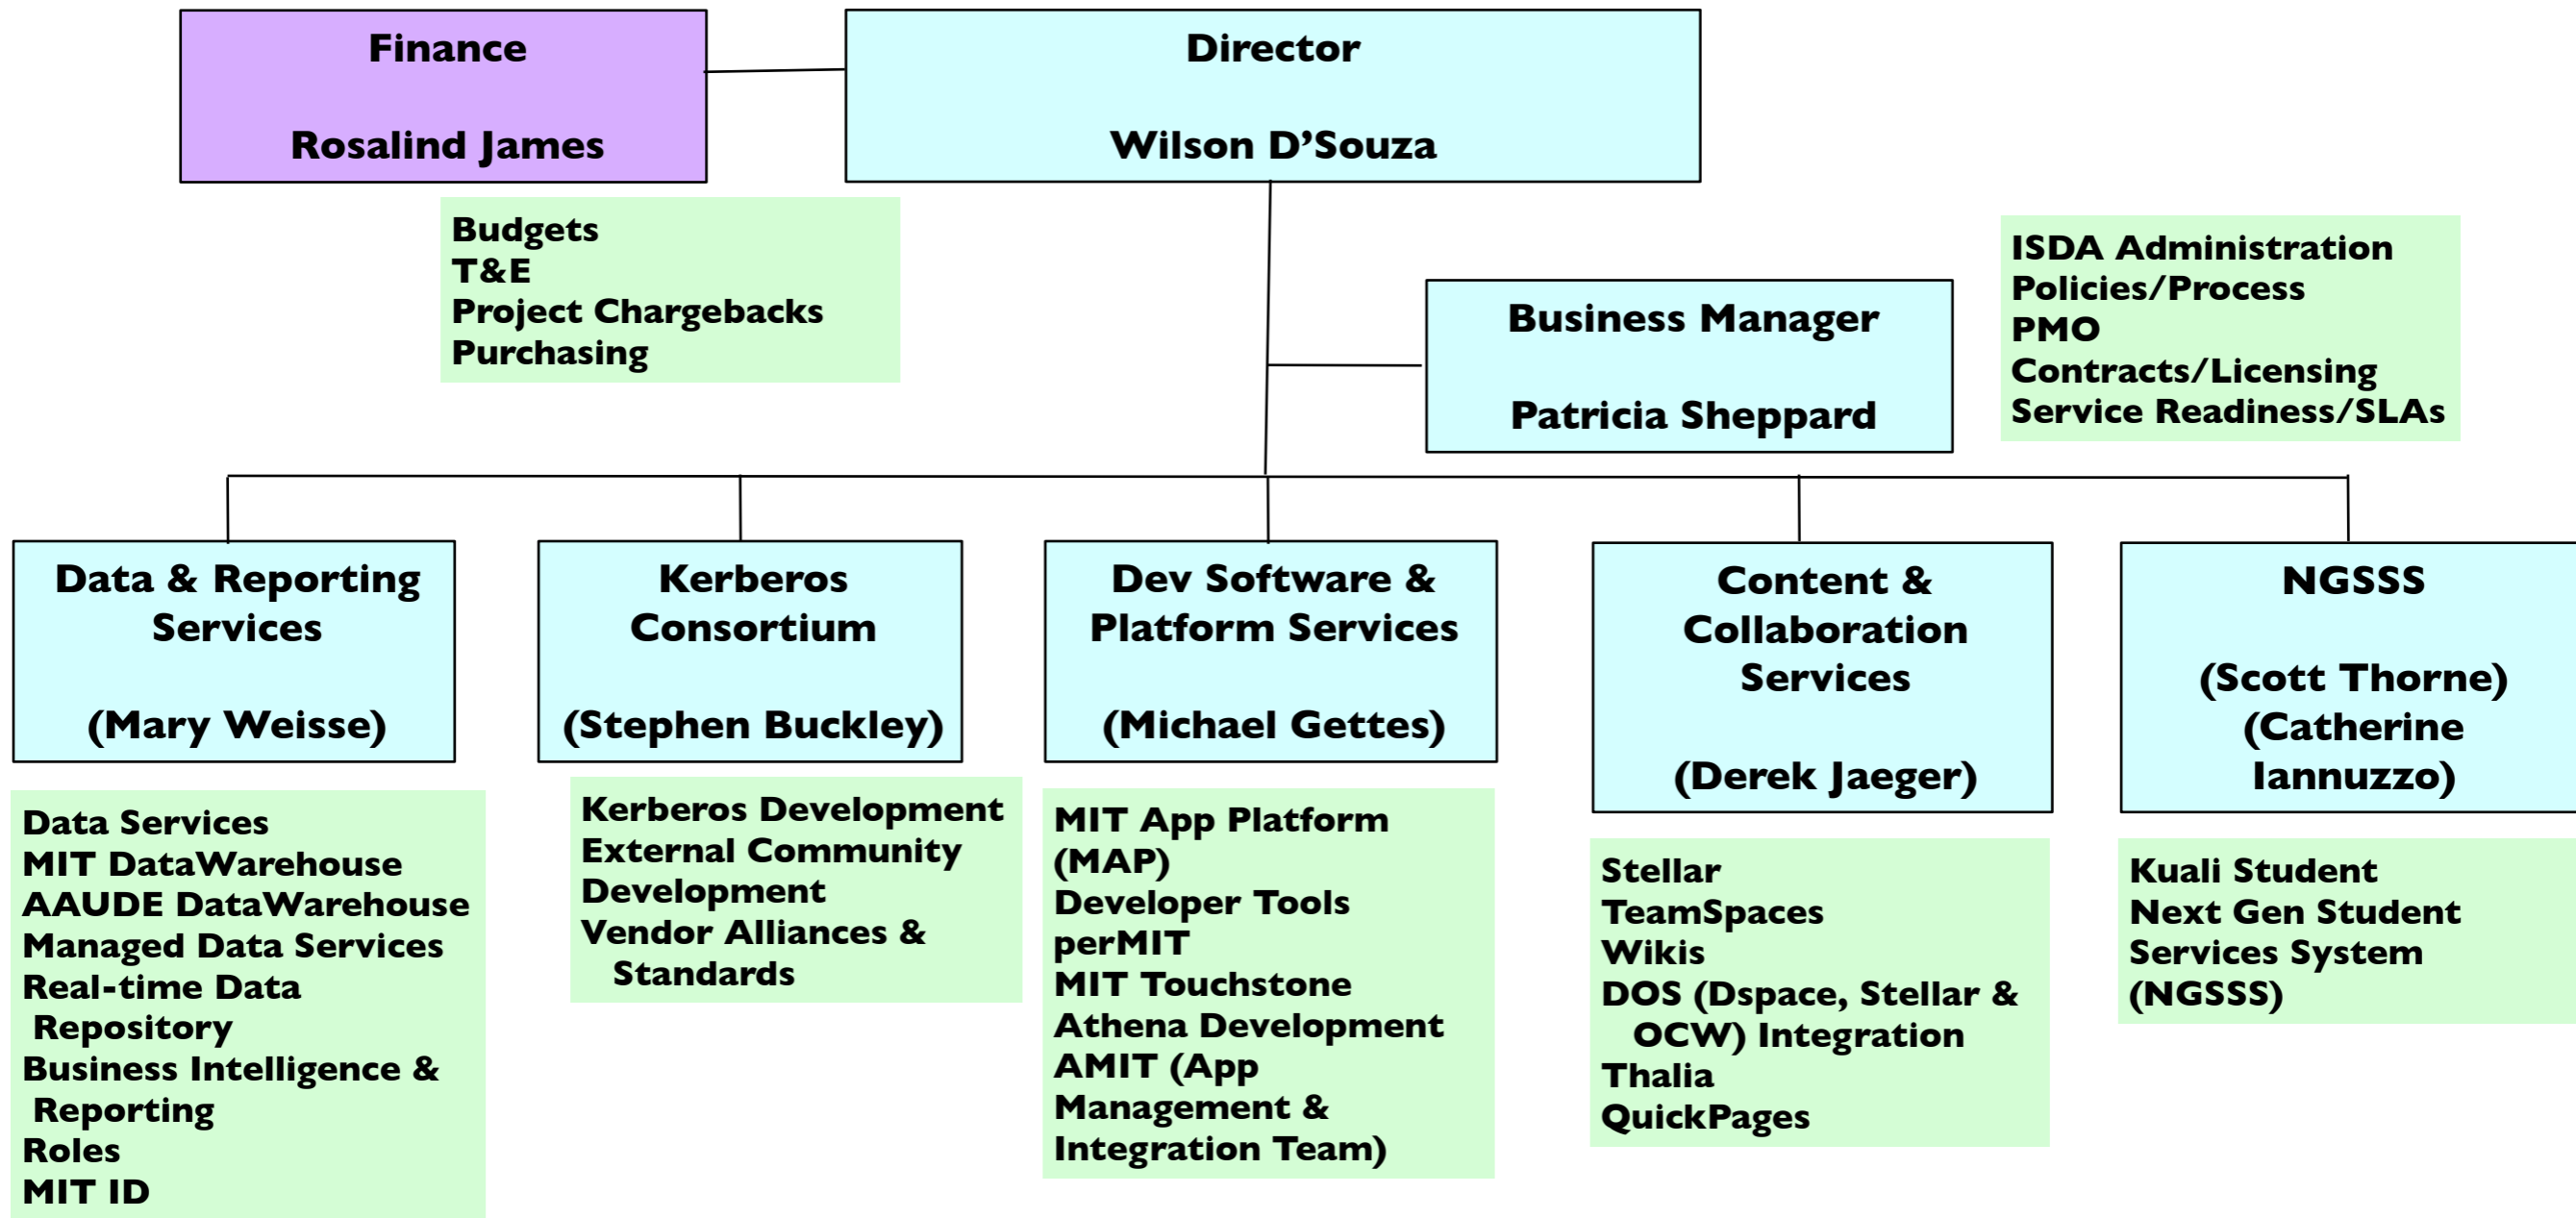 Finance
Rosalind James
Director
Wilson D’Souza
Budgets
T&E
Project Chargebacks
Purchasing
Business Manager
Patricia Sheppard
ISDA Administration
Policies/Process
PMO
Contracts/Licensing
Service Readiness/SLAs
Data & Reporting
Services
(Mary Weisse)
Kerberos
Consortium
(Stephen Buckley)
Dev Software &
Platform Services
(Michael Gettes)
Content &
Collaboration
Services
(Derek Jaeger)
NGSSS
(Scott Thorne)
(Catherine
Iannuzzo)
Data Services
MIT DataWarehouse
AAUDE DataWarehouse
Managed Data Services
Real-time Data
Repository
Business Intelligence &
Reporting
Roles
MIT ID
Kerberos Development
External Community
Development
Vendor Alliances &
Standards
MIT App Platform
(MAP)
Developer Tools
perMIT
MIT Touchstone
Athena Development
AMIT (App
Management &
Integration Team)
Stellar
TeamSpaces
Wikis
DOS (Dspace, Stellar &
OCW) Integration
Thalia
QuickPages
Kuali Student
Next Gen Student
Services System
(NGSSS)